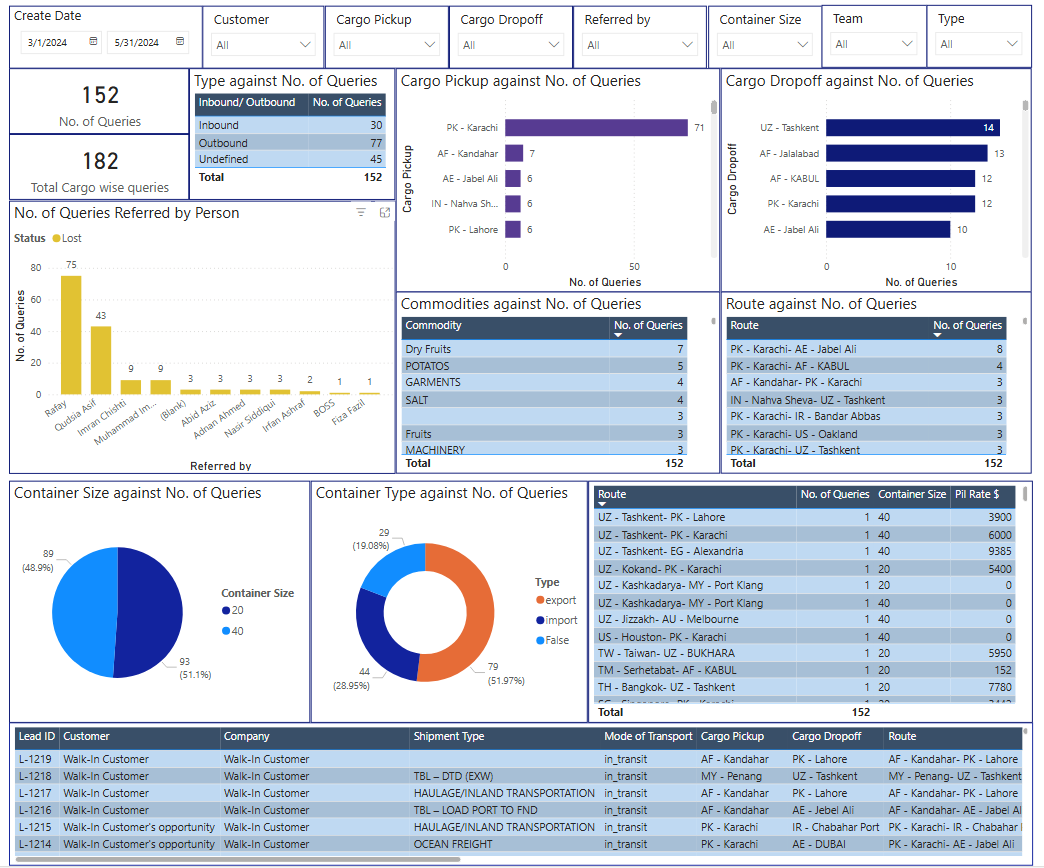 Create Date
3/1/2024 5/31/2024
Customer
All
Cargo Pickup
All
Cargo Dropoff
All
Referred by
All
Container Size
All
Team
All
Type
All
152
No. of Queries
182
Total Cargo wise queries
Type against No. of Queries
Inbound/ Outbound No. of Queries
Inbound 30
Outbound 77
Undefined 45
Total 152
Cargo Pickup against No. of Queries
Cargo Pickup
PK - Karachi 71
AF - Kandahar 7
AE - Jabel Ali 6
IN - Nahva Sh... 6
PK - Lahore 6
0 50
No. of Queries
Cargo Dropoff against No. of Queries
Cargo Dropoff
UZ - Tashkent 14
AF - Jalalabad 13
AF - KABUL 12
PK - Karachi 12
AE - Jabel Ali 10
0 10
No. of Queries
No. of Queries Referred by Person
Status Lost
No. of Queries
80
60
40
20
0
75 43 9 9 3 3 3 3 2 1 1
Rafay
Qudsia Asif
Imran Chishti
Muhammad Im...
(Blank)
Abid Aziz
Adnan Ahmed
Nasir Siddiqui
Irfan Ashraf
BOSS
Fiza Fazil
Referred by
Commodities against No. of Queries
Commodity No. of Queries
Dry Fruits 7
POTATOS 5
GARMENTS 4
SALT 4
3
Fruits 3
MACHINERY 3
Total 152
Route against No. of Queries
Route No. of Queries
PK - Karachi- AE - Jabel Ali 8
PK - Karachi- AF - KABUL 4
AF - Kandahar- PK - Karachi 3
IN - Nahva Sheva- UZ - Tashkent 3
PK - Karachi- IR - Bandar Abbas 3
PK - Karachi- US - Oakland 3
PK - Karachi- UZ - Tashkent 3
Total 152
Container Size against No. of Queries
89
(48.9%)
93
(51.1%)
Container Size
20
40
Container Type against No. of Queries
29
(19.08%)
44
(28.95%)
79
(51.97%)
Type
export
import
False
Route No. of Queries Container Size Pil Rate $
UZ - Tashkent- PK - Lahore 1 40 3900
UZ - Tashkent- PK - Karachi 1 40 6000
UZ - Tashkent- EG - Alexandria 1 40 9385
UZ - Kokand- PK - Karachi 1 20 5400
UZ - Kashkadarya- MY - Port Klang 1 20 0
UZ - Kashkadarya- MY - Port Klang 1 40 0
UZ - Jizzakh- AU - Melbourne 1 40 0
US - Houston- PK - Karachi 1 40 0
TW - Taiwan- UZ - BUKHARA 1 20 5950
TM - Serhetabat- AF - KABUL 1 20 152
TH - Bangkok- UZ - Tashkent 1 20 7780
Total 152
Lead ID Customer Company Shipment Type Mode of Transport Cargo Pickup Cargo Dropoff Route
L-1219 Walk-In Customer Walk-In Customer in_transit AF - Kandahar PK - Lahore AF - Kandahar- PK - Lahore
L-1218 Walk-In Customer Walk-In Customer TBL – DTD (EXW) in_transit MY - Penang UZ - Tashkent MY - Penang- UZ - Tashkent
L-1217 Walk-In Customer Walk-In Customer HAULAGE/INLAND TRANSPORTATION in_transit AF - Kandahar PK - Lahore AF - Kandahar- PK - Lahore
L-1216 Walk-In Customer Walk-In Customer TBL – LOAD PORT TO FND in_transit AF - Kandahar AE - Jebel Ali AF - Kandahar- AE - Jabel Al
L-1215 Walk-In Customer's opportunity Walk-In Customer HAULAGE/INLAND TRANSPORTATION in_transit PK - Karachi IR - Chabahar Port PK - Karachi- IR - Chabahar
L-1214 Walk-In Customer's opportunity Walk-In Customer OCEAN FREIGHT in_transit PK - Karachi AE - DUBAI PK - Karachi- AE - Jabel Ali